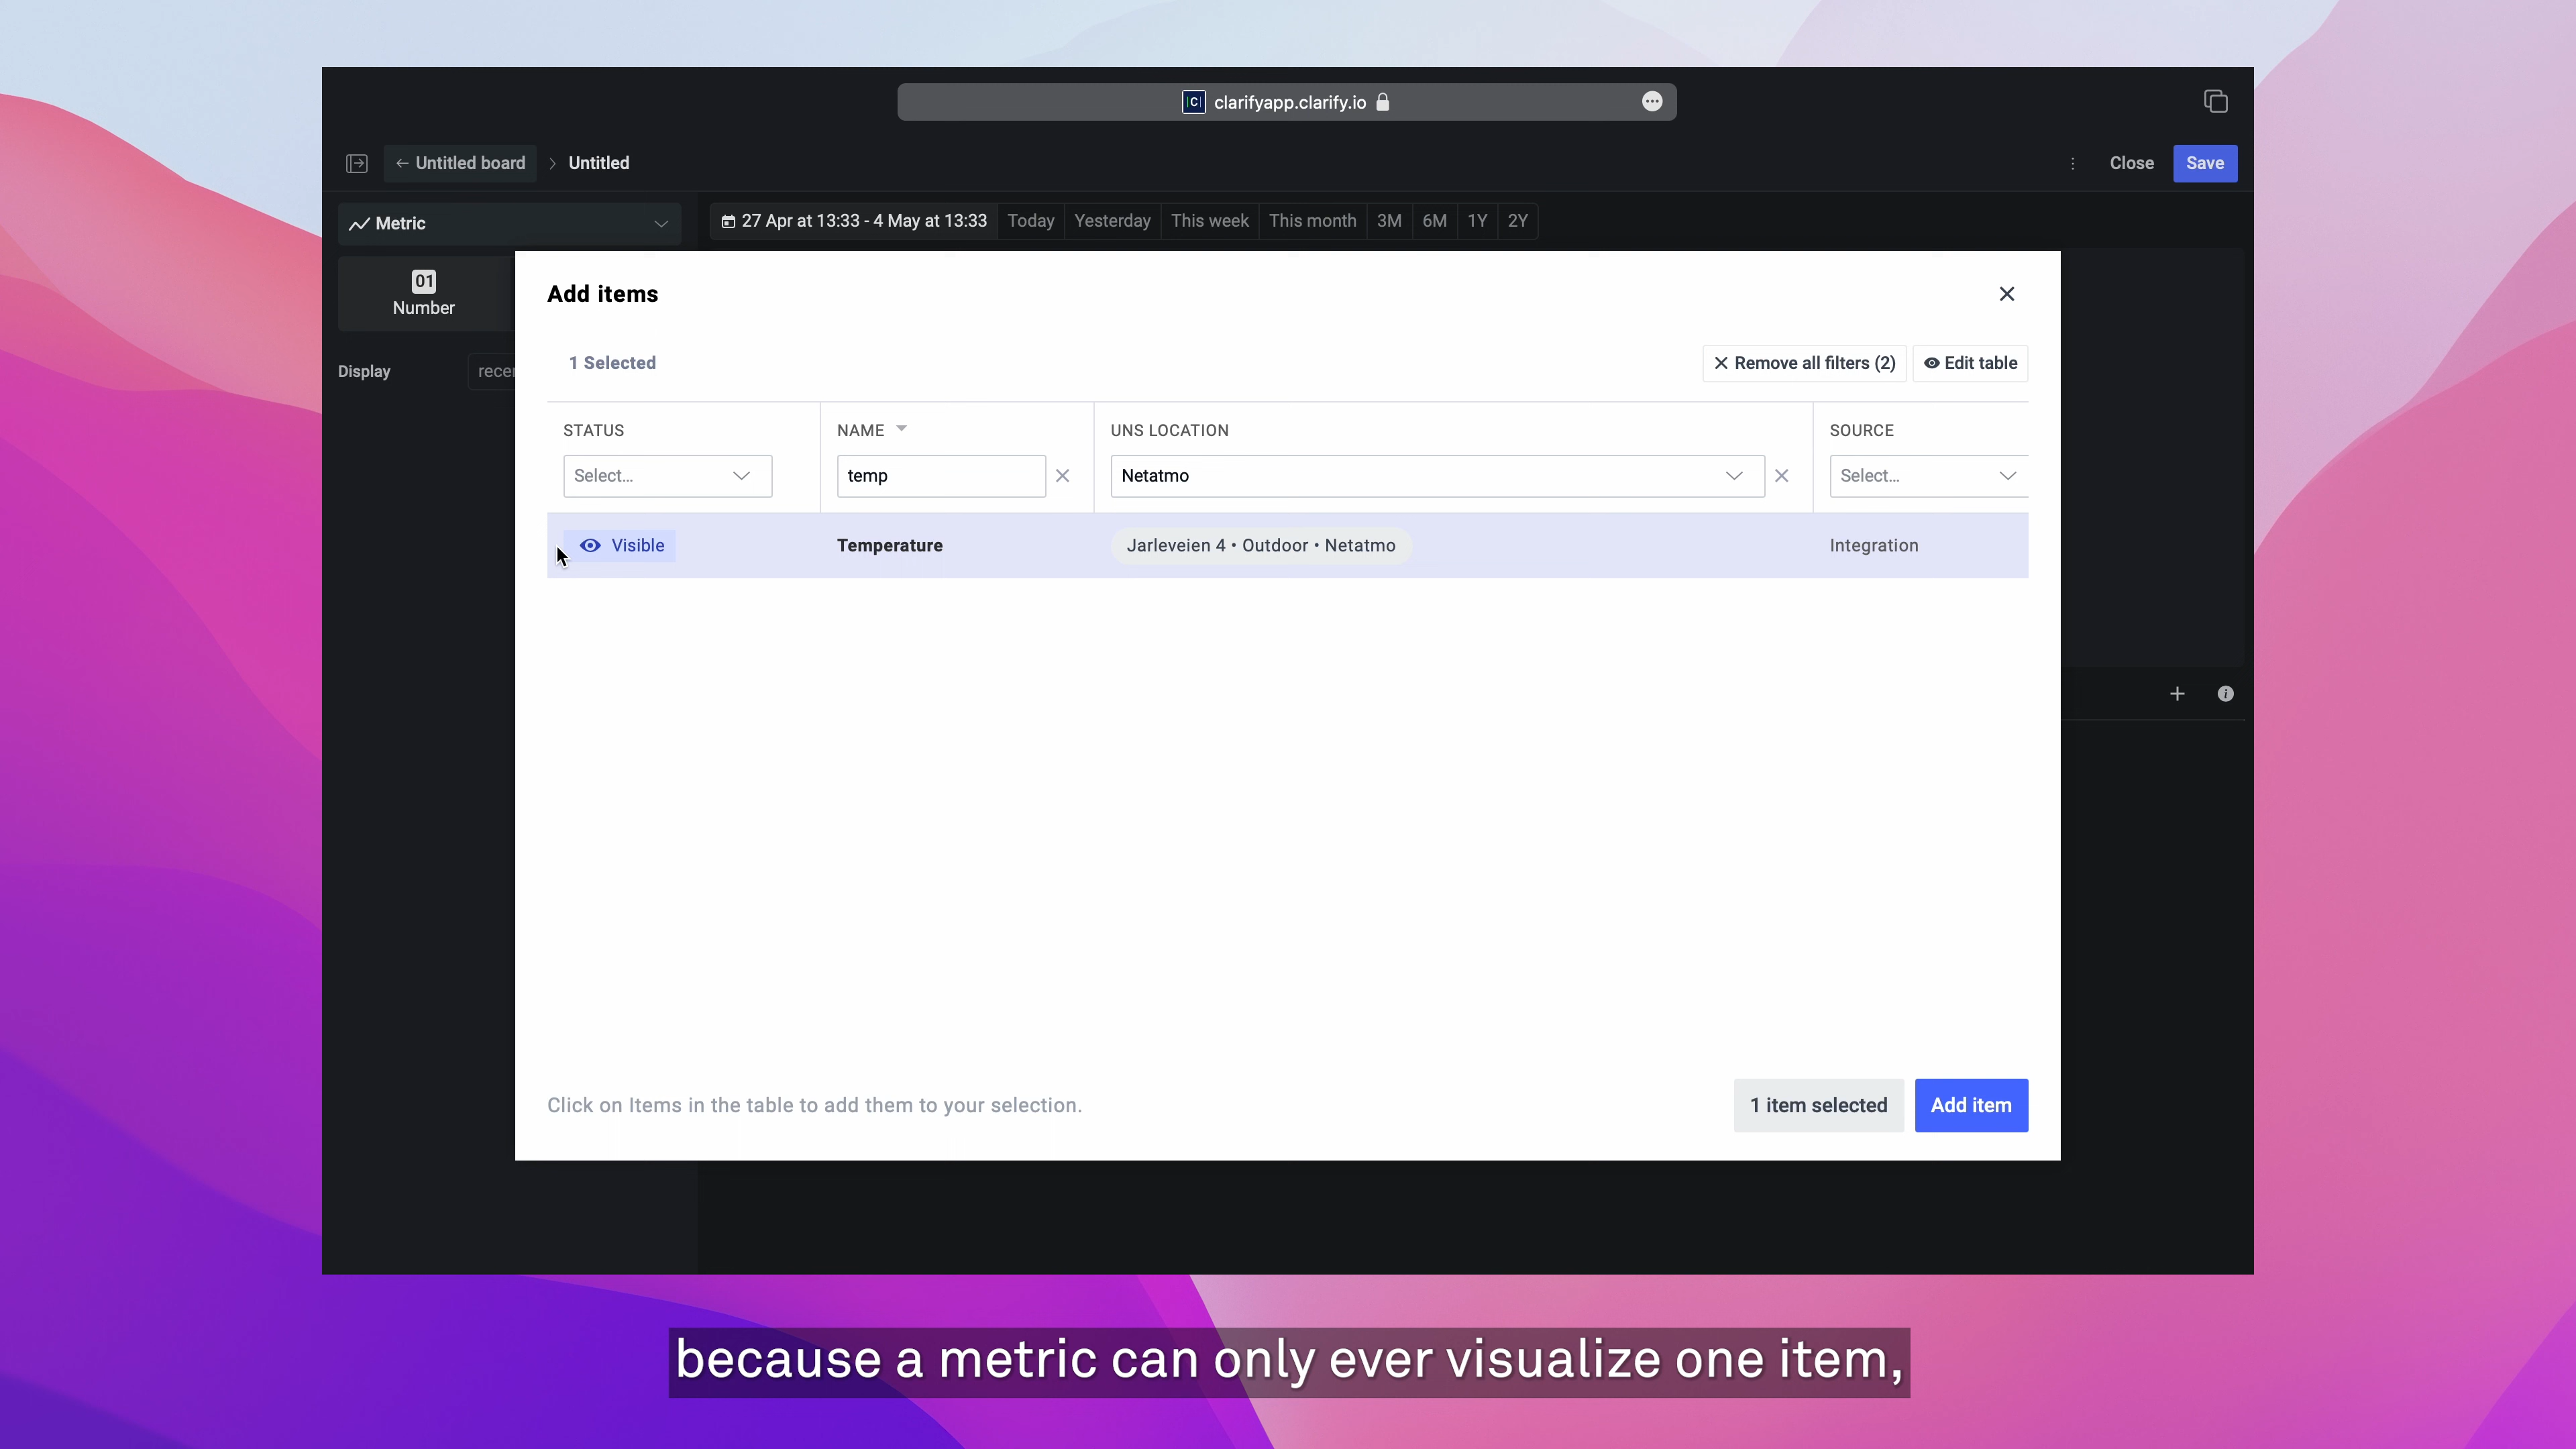 clarifyapp.clarify.io
← Untitled board > Untitled
Close
Save
Metric
27 Apr at 13:33 - 4 May at 13:33
Today
Yesterday
This week
This month
3M
6M
1Y
2Y
01
Number
Display
recen
Add items
1 Selected
Remove all filters (2)
Edit table
STATUS
NAME
UNS LOCATION
SOURCE
Select...
temp
Netatmo
Select...
Visible
Temperature
Jarleveien 4 • Outdoor • Netatmo
Integration
Click on Items in the table to add them to your selection.
1 item selected
Add item
because a metric can only ever visualize one item,